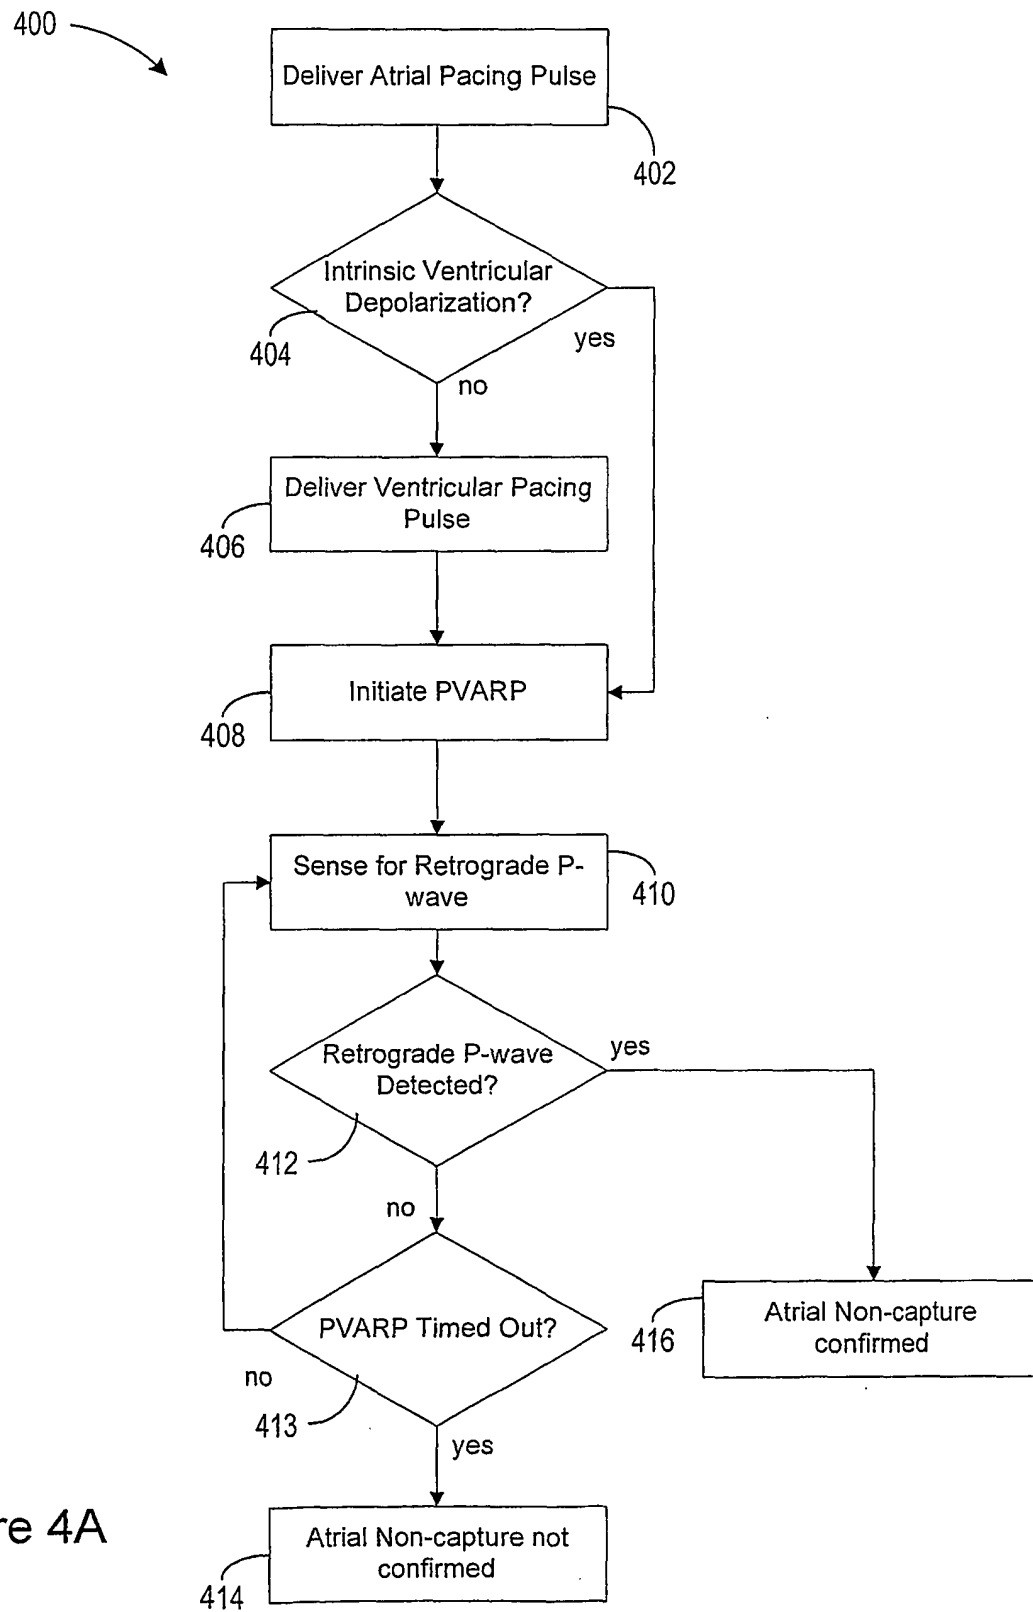 400
Deliver Atrial Pacing Pulse
402
Intrinsic Ventricular
Depolarization?
404
yes
no
Deliver Ventricular Pacing
Pulse
406
Initiate PVARP
408
Sense for Retrograde P-
wave
410
Retrograde P-wave
Detected?
yes
412
no
PVARP Timed Out?
Atrial Non-capture
confirmed
416
no
413
yes
re 4A
Atrial Non-capture not
confirmed
414